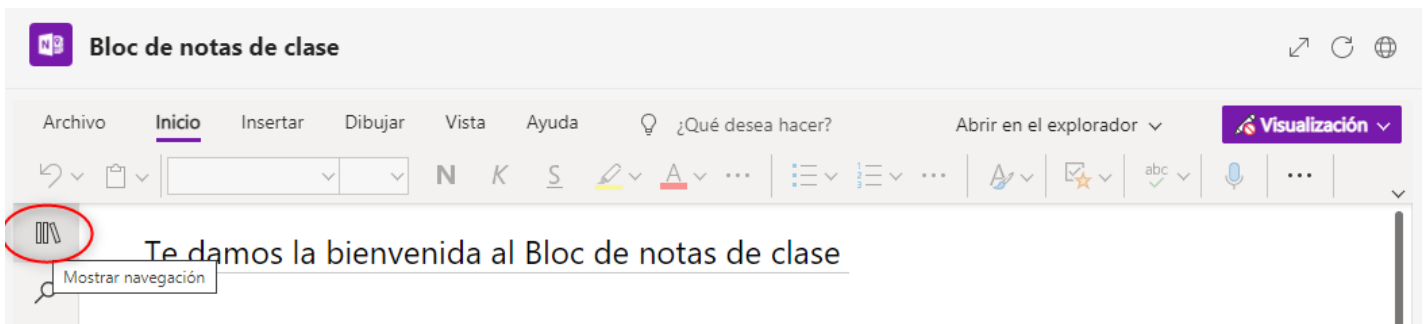 Bloc de notas de clase
Archivo Inicio Insertar Dibujar Vista Ayuda ¿Qué desea hacer? Abrir en el explorador Visualización
N K S A abc
Te damos la bienvenida al Bloc de notas de clase
Mostrar navegación